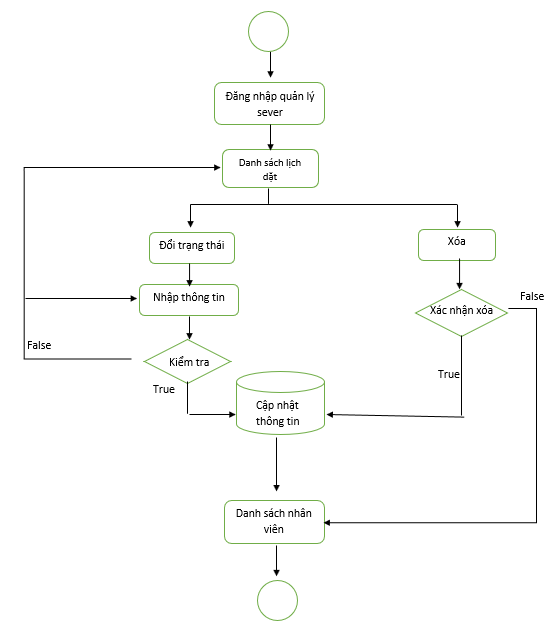 Đăng nhập quản lý
sever
Danh sách lịch
dặt
Đổi trạng thái
Xóa
Nhập thông tin
False
Xác nhận xóa
False
Kiểm tra
True
True
Cập nhật
thông tin
Danh sách nhân
viên